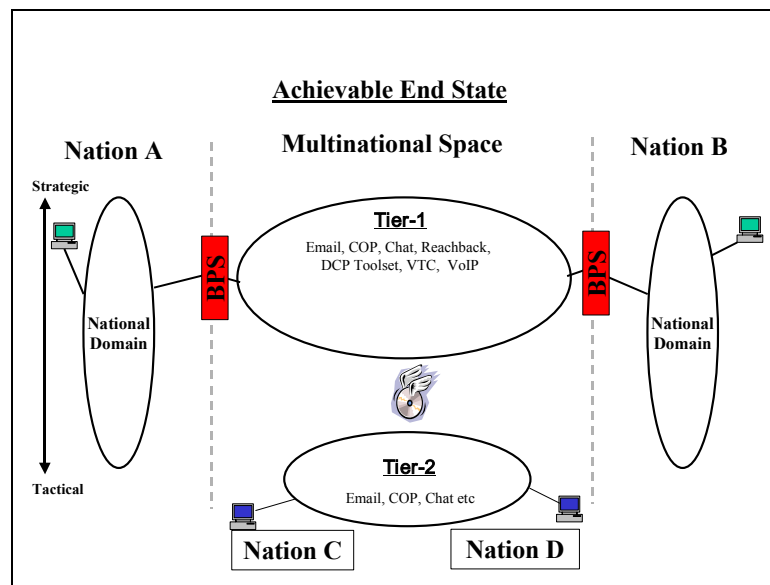 Achievable End State
Nation A
Multinational Space
Nation B
Strategic
Tier-1
Email, COP, Chat, Reachback,
DCP Toolset, VTC, VoIP
BPS
BPS
National
Domain
National
Domain
Tier-2
Email, COP, Chat etc
Tactical
Nation C
Nation D